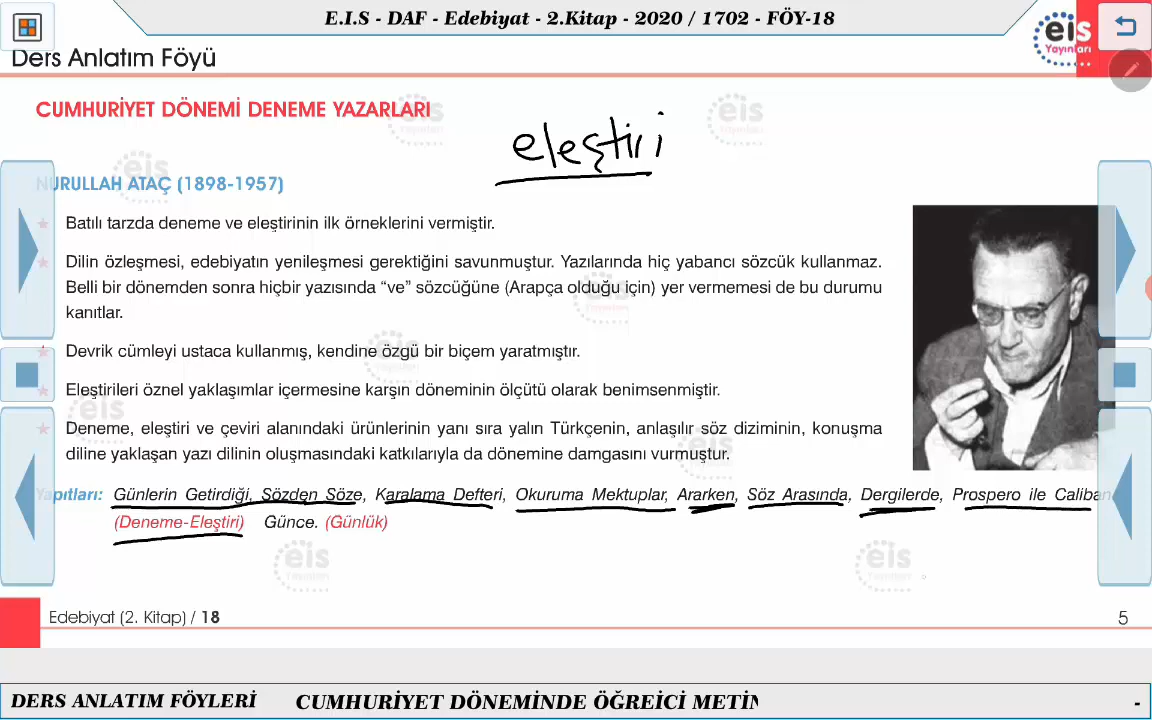 E.I.S - DAF - Edebiyat - 2.Kitap - 2020 / 1702 - FÖY-18
eis
Yayınları
Ders Anlatım Föyü
CUMHURİYET DÖNEMİ DENEME YAZARLARI
eleştiri
NURULLAH ATAÇ (1898-1957)
Batılı tarzda deneme ve eleştirinin ilk örneklerini vermiştir.
Dilin özleşmesi, edebiyatın yenileşmesi gerektiğini savunmuştur. Yazılarında hiç yabancı sözcük kullanmaz.
Belli bir dönemden sonra hiçbir yazısında “ve” sözcüğüne (Arapça olduğu için) yer vermemesi de bu durumu
kanıtlar.
Devrik cümleyi ustaca kullanmış, kendine özgü bir biçem yaratmıştır.
Eleştirileri öznel yaklaşımlar içermesine karşın döneminin ölçütü olarak benimsenmiştir.
Deneme, eleştiri ve çeviri alanındaki ürünlerinin yanı sıra yalın Türkçenin, anlaşılır söz diziminin, konuşma
diline yaklaşan yazı dilinin oluşmasındaki katkılarıyla da dönemine damgasını vurmuştur.
Yapıtları: Günlerin Getirdiği, Sözden Söze, Karalama Defteri, Okuruma Mektuplar, Ararken, Söz Arasında, Dergilerde, Prospero ile Caliban
(Deneme-Eleştiri) Günce. (Günlük)
Edebiyat (2. Kitap) / 18
5
DERS ANLATIM FÖYLERİ CUMHURİYET DÖNEMİNDE ÖĞREİCİ METİN
-